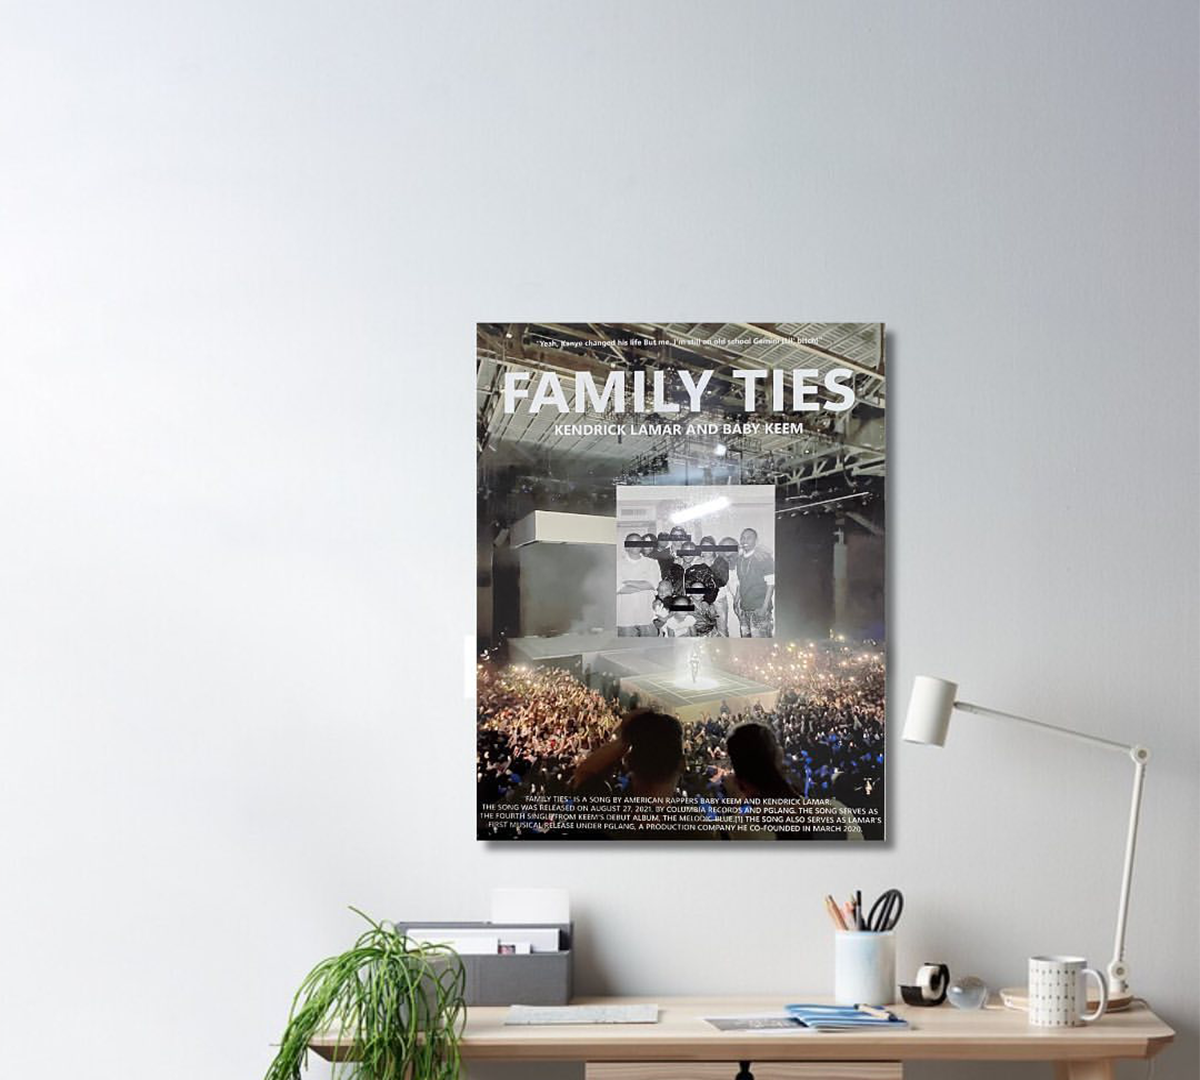 "Yeah, Kanye changed his life But me, I'm still an old school Gemini (Lil' bitch)"
FAMILY TIES
KENDRICK LAMAR AND BABY KEEM
"FAMILY TIES" IS A SONG BY AMERICAN RAPPERS BABY KEEM AND KENDRICK LAMAR.
THE SONG WAS RELEASED ON AUGUST 27, 2021, BY COLUMBIA RECORDS AND PGLANG. THE SONG SERVES AS
THE FOURTH SINGLE FROM KEEM'S DEBUT ALBUM, THE MELODIC BLUE.[1] THE SONG ALSO SERVES AS LAMAR'S
FIRST MUSICAL RELEASE UNDER PGLANG, A PRODUCTION COMPANY HE CO-FOUNDED IN MARCH 2020.